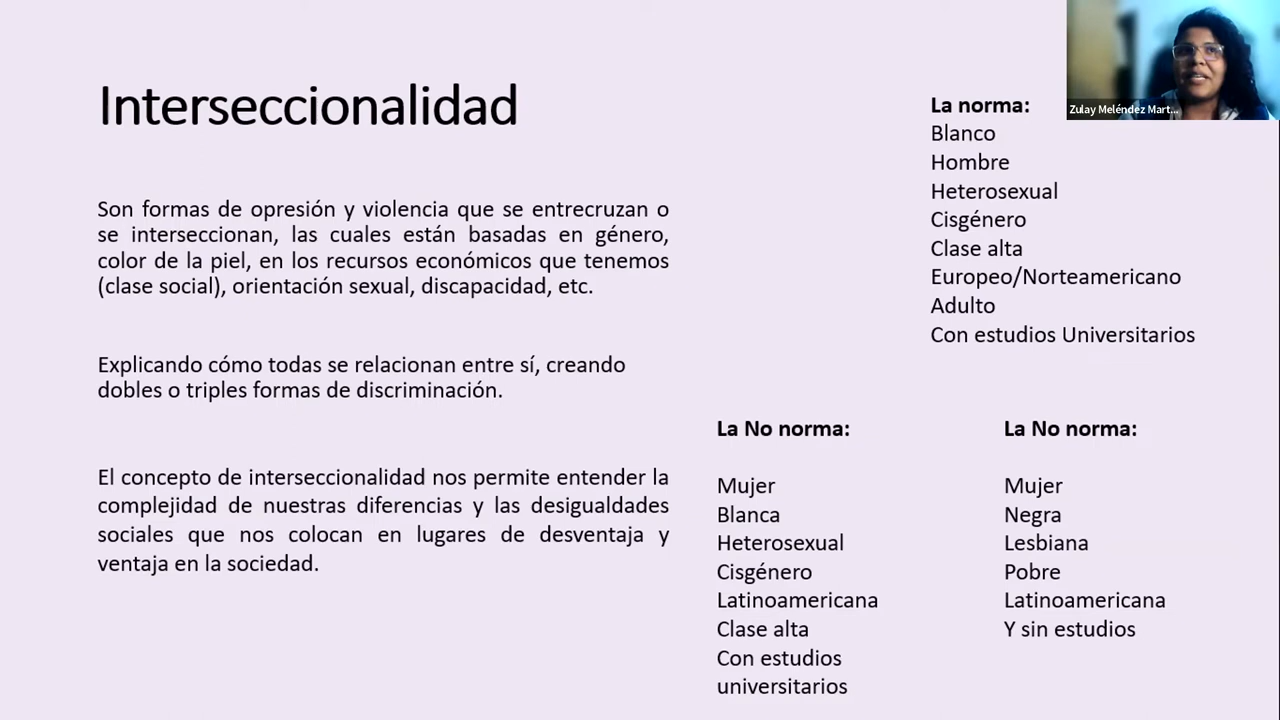 Interseccionalidad
Son formas de opresión y violencia que se entrecruzan o
se interseccionan, las cuales están basadas en género,
color de la piel, en los recursos económicos que tenemos
(clase social), orientación sexual, discapacidad, etc.
Explicando cómo todas se relacionan entre sí, creando
dobles o triples formas de discriminación.
El concepto de interseccionalidad nos permite entender la
complejidad de nuestras diferencias y las desigualdades
sociales que nos colocan en lugares de desventaja y
ventaja en la sociedad.
La norma:
Blanco
Hombre
Heterosexual
Cisgénero
Clase alta
Europeo/Norteamericano
Adulto
Con estudios Universitarios
La No norma:
Mujer
Blanca
Heterosexual
Cisgénero
Latinoamericana
Clase alta
Con estudios
universitarios
La No norma:
Mujer
Negra
Lesbiana
Pobre
Latinoamericana
Y sin estudios
Zulay Meléndez Mart...